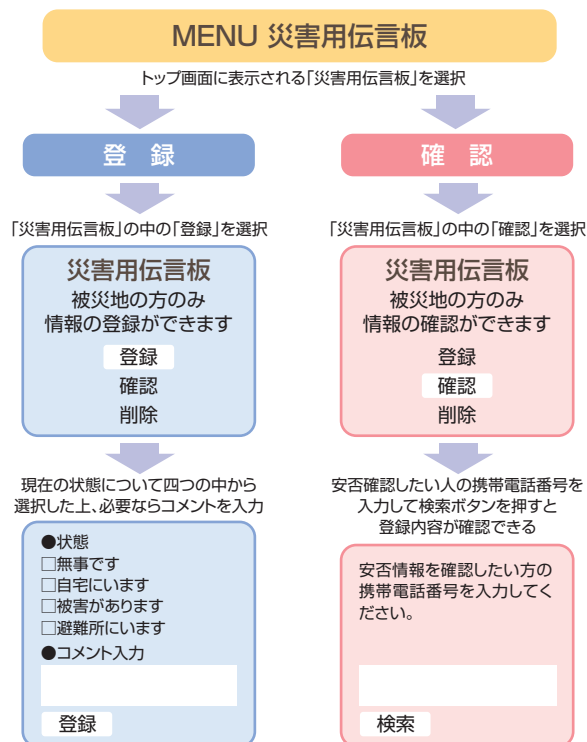 MENU 災害用伝言板
トップ画面に表示される「災害用伝言板」を選択
登 録
「災害用伝言板」の中の「登録」を選択
災害用伝言板
被災地の方のみ
情報の登録ができます
登録
確認
削除
現在の状態について四つの中から
選択した上、必要ならコメントを入力
●状態
□無事です
□自宅にいます
□被害があります
□避難所にいます
●コメント入力
登録
確 認
「災害用伝言板」の中の「確認」を選択
災害用伝言板
被災地の方のみ
情報の確認ができます
登録
確認
削除
安否確認したい人の携帯電話番号を
入力して検索ボタンを押すと
登録内容が確認できる
安否情報を確認したい方の
携帯電話番号を入力してく
ださい。
検索